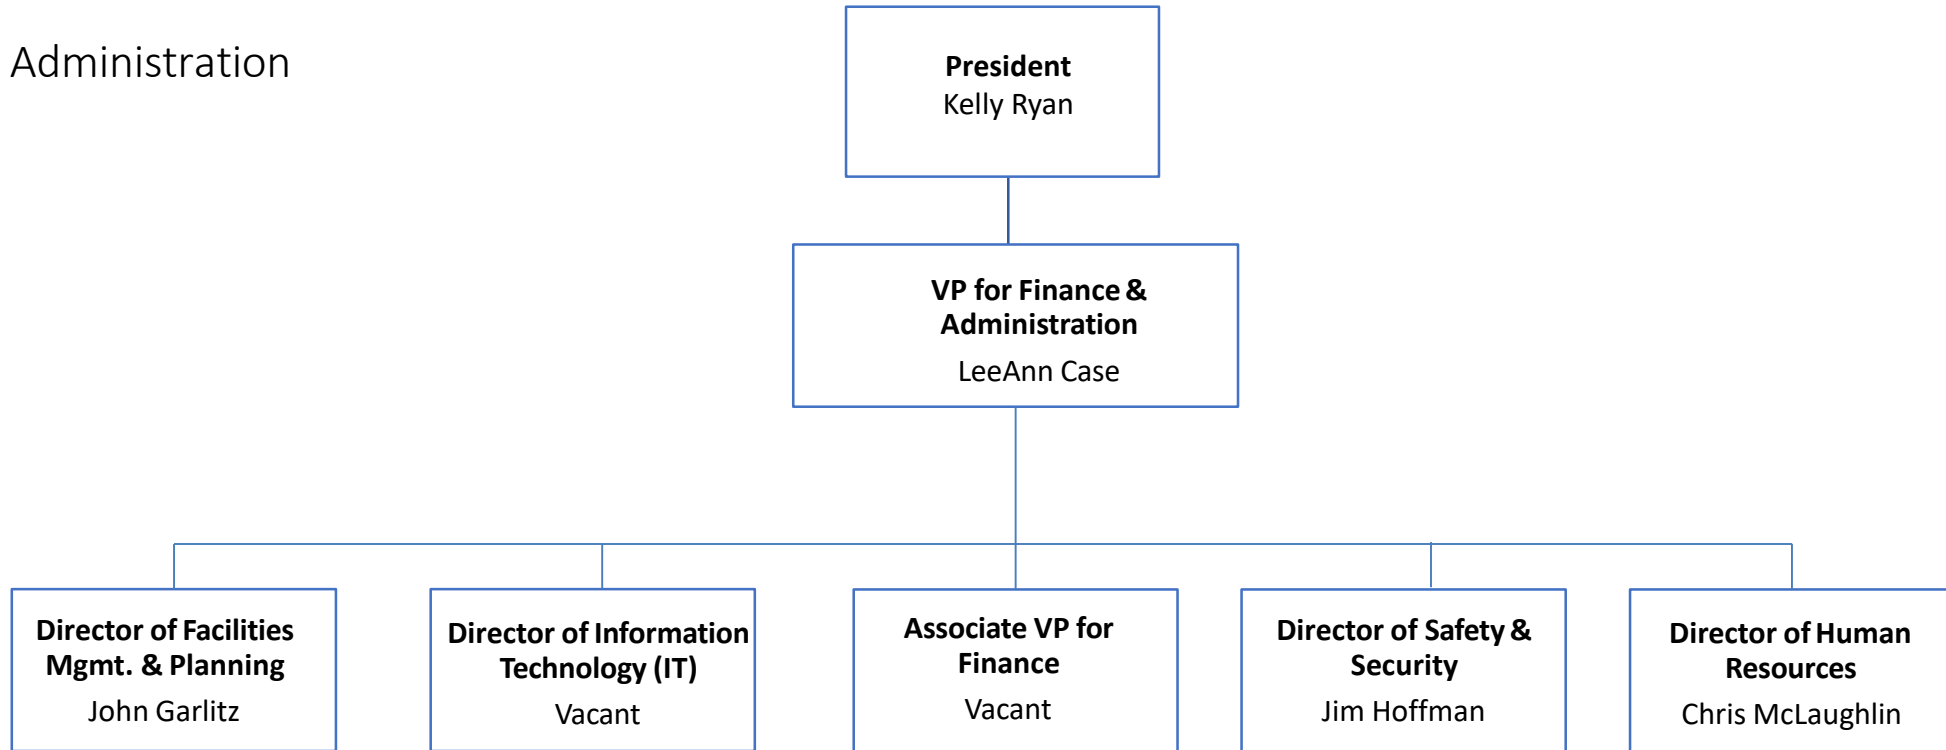 Administration
President
Kelly Ryan
VP for Finance &
Administration
LeeAnn Case
Director of Facilities
Mgmt. & Planning
John Garlitz
Director of Information
Technology (IT)
Vacant
Associate VP for
Finance
Vacant
Director of Safety &
Security
Jim Hoffman
Director of Human
Resources
Chris McLaughlin